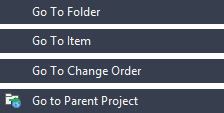 Go To Folder
Go To Item
Go To Change Order
Go to Parent Project